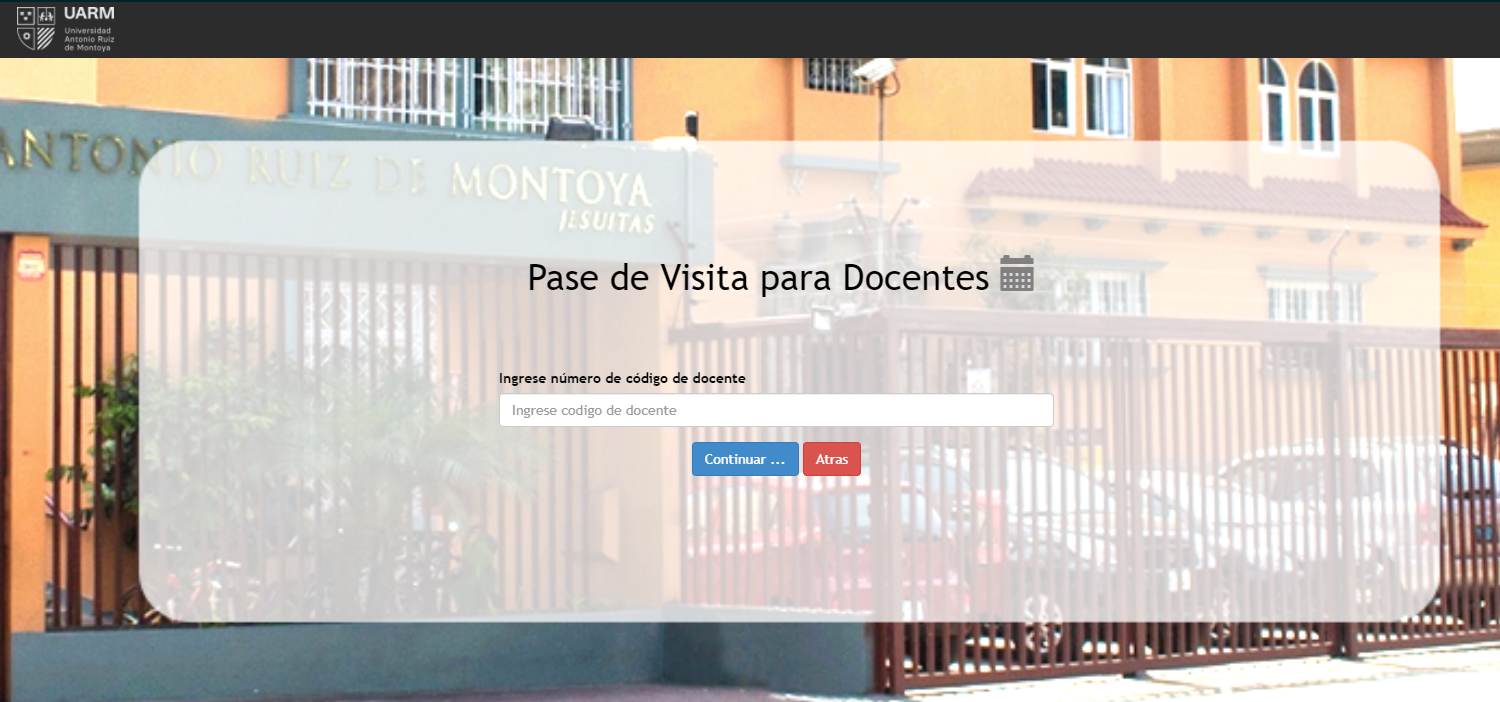 UARM
Universidad
Antonio Ruiz
de Montoya
ANTONIO RUIZ DE MONTOYA
JESUITAS
Pase de Visita para Docentes
Ingrese número de código de docente
Ingrese codigo de docente
Continuar ... Atras